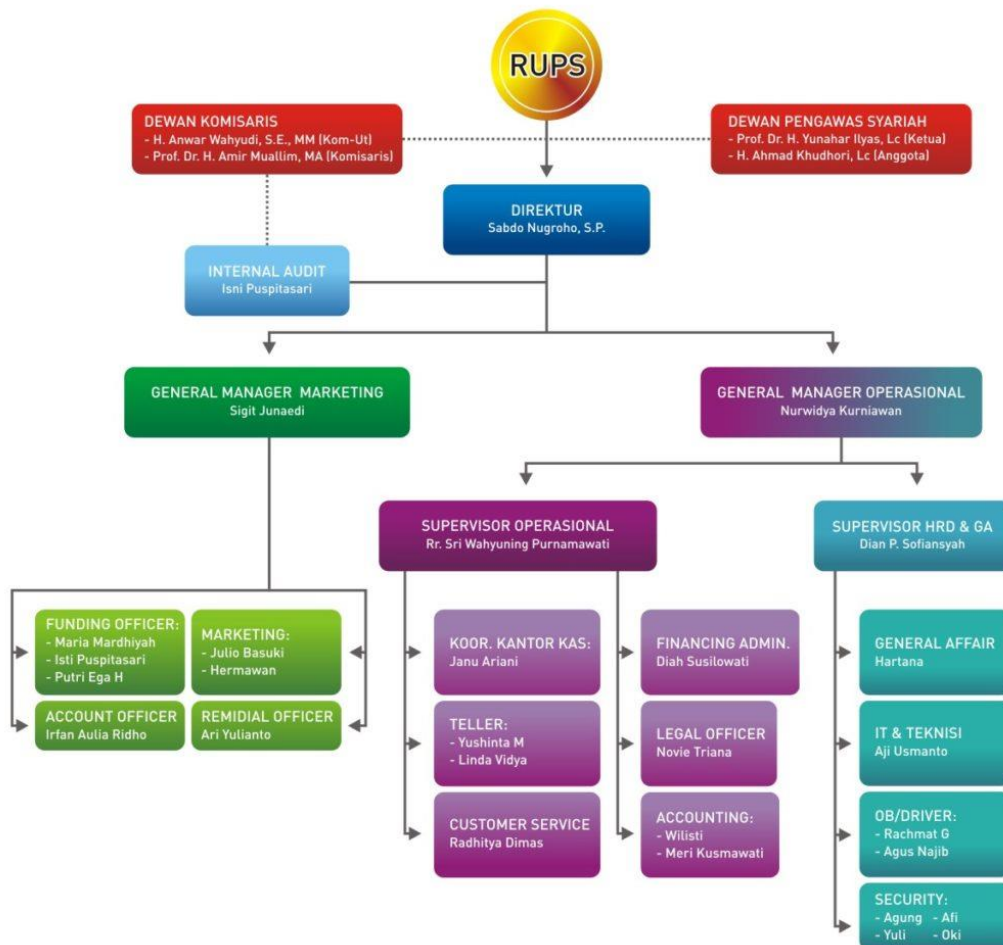 RUPS
DEWAN KOMISARIS
- H. Anwar Wahyudi, S.E., MM (Kom-Ut)
- Prof. Dr. H. Amir Muallim, MA (Komisaris)
DEWAN PENGAWAS SYARIAH
- Prof. Dr. H. Yunahar Ilyas, Lc (Ketua)
- H. Ahmad Khudhori, Lc (Anggota)
DIREKTUR
Sabdo Nugroho, S.P.
INTERNAL AUDIT
Isni Puspitasari
GENERAL MANAGER MARKETING
Sigit Junaedi
GENERAL MANAGER OPERASIONAL
Nurwidya Kurniawan
SUPERVISOR OPERASIONAL
Rr. Sri Wahyuning Purnamawati
SUPERVISOR HRD & GA
Dian P. Sofiansyah
FUNDING OFFICER:
- Maria Mardhiyah
- Isti Puspitasari
- Putri Ega H
MARKETING:
- Julio Basuki
- Hermawan
ACCOUNT OFFICER
Irfan Aulia Ridho
REMIDIAL OFFICER
Ari Yulianto
KOOR. KANTOR KAS:
Janu Ariani
FINANCING ADMIN.
Diah Susilowati
GENERAL AFFAIR
Hartana
TELLER:
- Yushinta M
- Linda Vidya
LEGAL OFFICER
Novie Triana
IT & TEKNISI
Aji Usmanto
CUSTOMER SERVICE
Radhitya Dimas
ACCOUNTING:
- Wilisti
- Meri Kusmawati
OB/DRIVER:
- Rachmat G
- Agus Najib
SECURITY:
- Agung - Afi
- Yuli - Oki